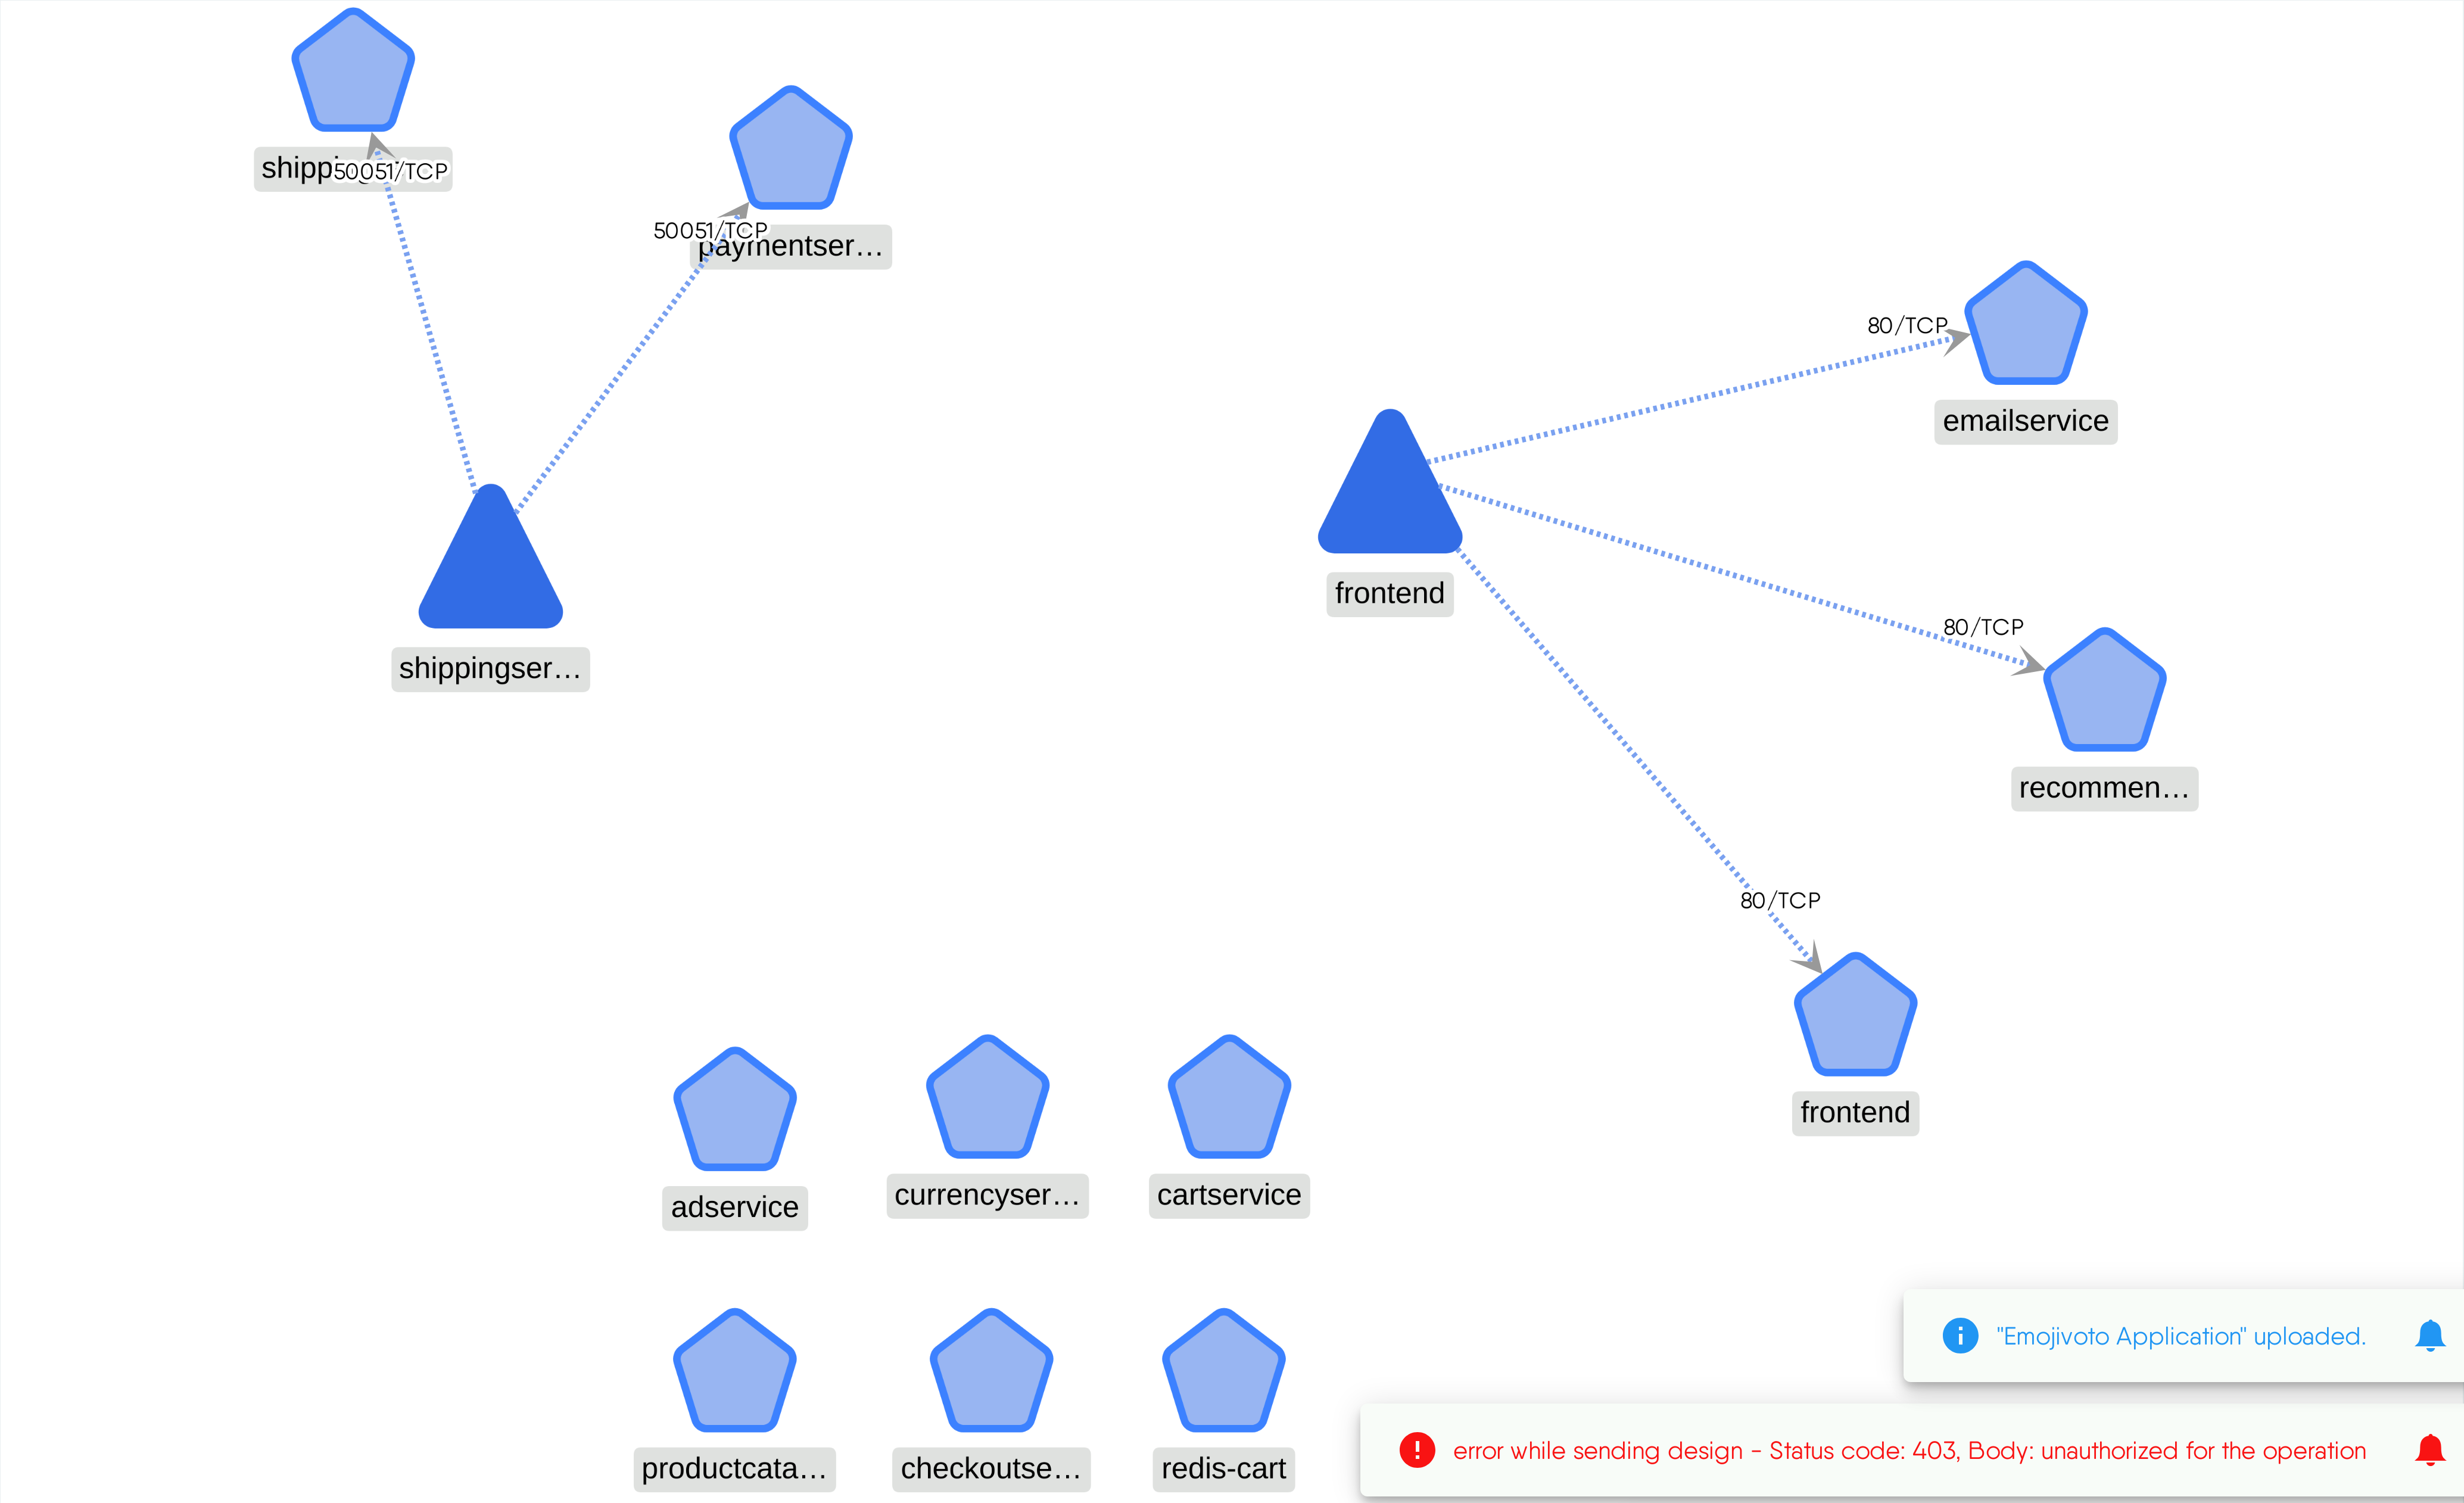 shipp
50051/TCP
50051/TCP
paymentser…
80/TCP
emailservice
frontend
shippingser…
80/TCP
recommen…
80/TCP
frontend
adservice
currencyser…
cartservice
"Emojivoto Application" uploaded.
error while sending design - Status code: 403, Body: unauthorized for the operation
productcata…
checkoutse…
redis-cart